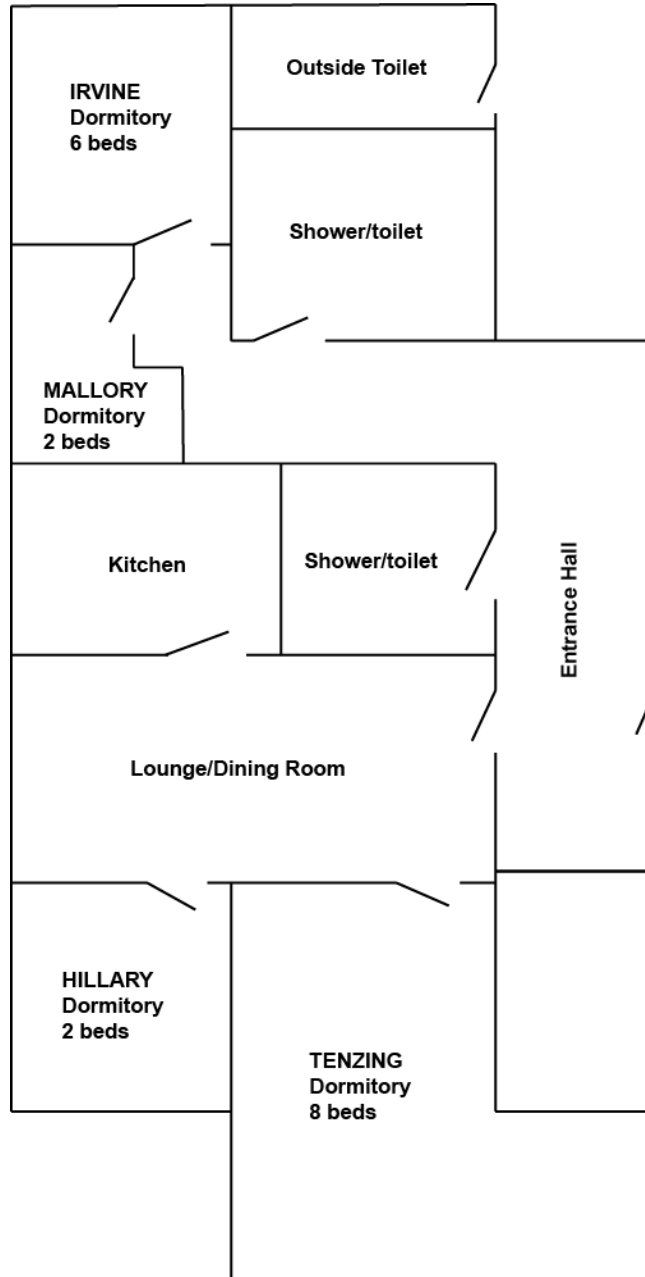 Outside Toilet
IRVINE
Dormitory
6 beds
Shower/toilet
MALLORY
Dormitory
2 beds
Kitchen
Shower/toilet
Entrance Hall
Lounge/Dining Room
HILLARY
Dormitory
2 beds
TENZING
Dormitory
8 beds